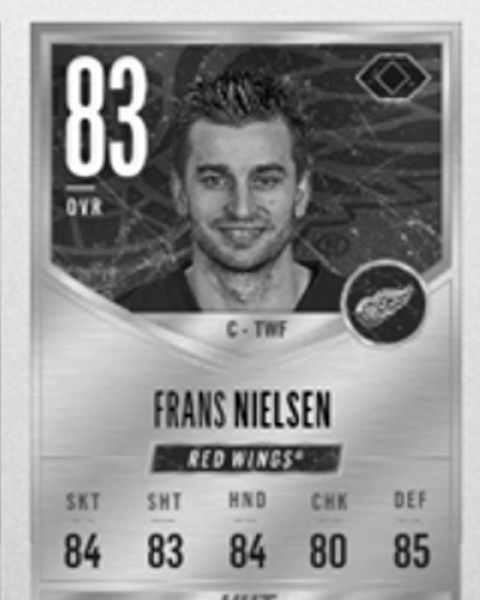 83
OVR
®
C - TWF
FRANS NIELSEN
RED WINGS®
SKT SHT HND CHK DEF
84 83 84 80 85